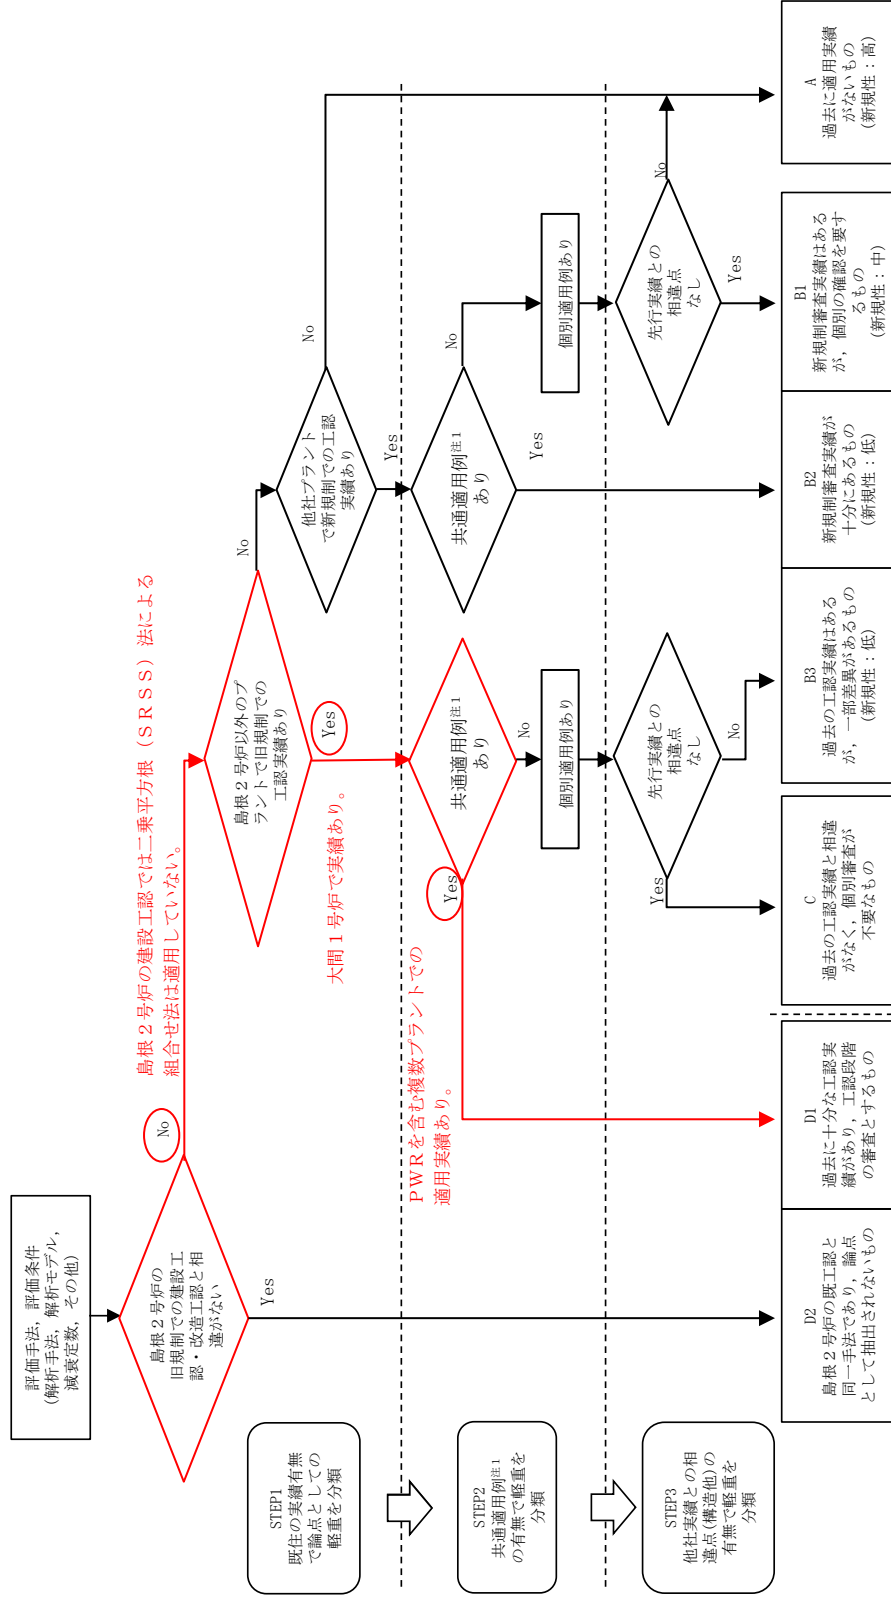 評価手法，評価条件
(解析手法，解析モデル，
減衰定数，その他)
島根２号炉の
旧規制での建設工
認・改造工認と相
違がない
No
Yes
島根２号炉の建設工認では二乗平方根（ＳＲＳＳ）法による
組合せ法は適用していない。
島根２号炉以外のプ
ラントで旧規制での
工認実績あり
No
Yes
大間１号炉で実績あり。
他社プラント
で新規制での工認
実績あり
No
Yes
STEP1
既往の実績有無
で論点としての
軽重を分類
共通適用例注１
あり
Yes
No
ＰＷＲを含む複数プラントでの
適用実績あり。
共通適用例注１
あり
No
Yes
個別適用例あり
個別適用例あり
STEP2
共通適用例注１
の有無で軽重を
分類
先行実績との
相違点
なし
Yes
No
先行実績との
相違点
なし
No
Yes
STEP3
他社実績との相
違点(構造他)の
有無で軽重を
分類
D2
島根２号炉の既工認と
同一手法であり，論点
として抽出されないもの
D1
過去に十分な工認実
績があり，工認段階
の審査とするもの
C
過去の工認実績と相違
がなく，個別審査が
不要なもの
B3
過去の工認実績はある
が，一部差異があるもの
(新規性：低)
B2
新規制審査実績が
十分にあるもの
(新規性：低)
B1
新規制審査実績はある
が，個別の確認を要す
るもの
(新規性：中)
A
過去に適用実績
がないもの
(新規性：高)